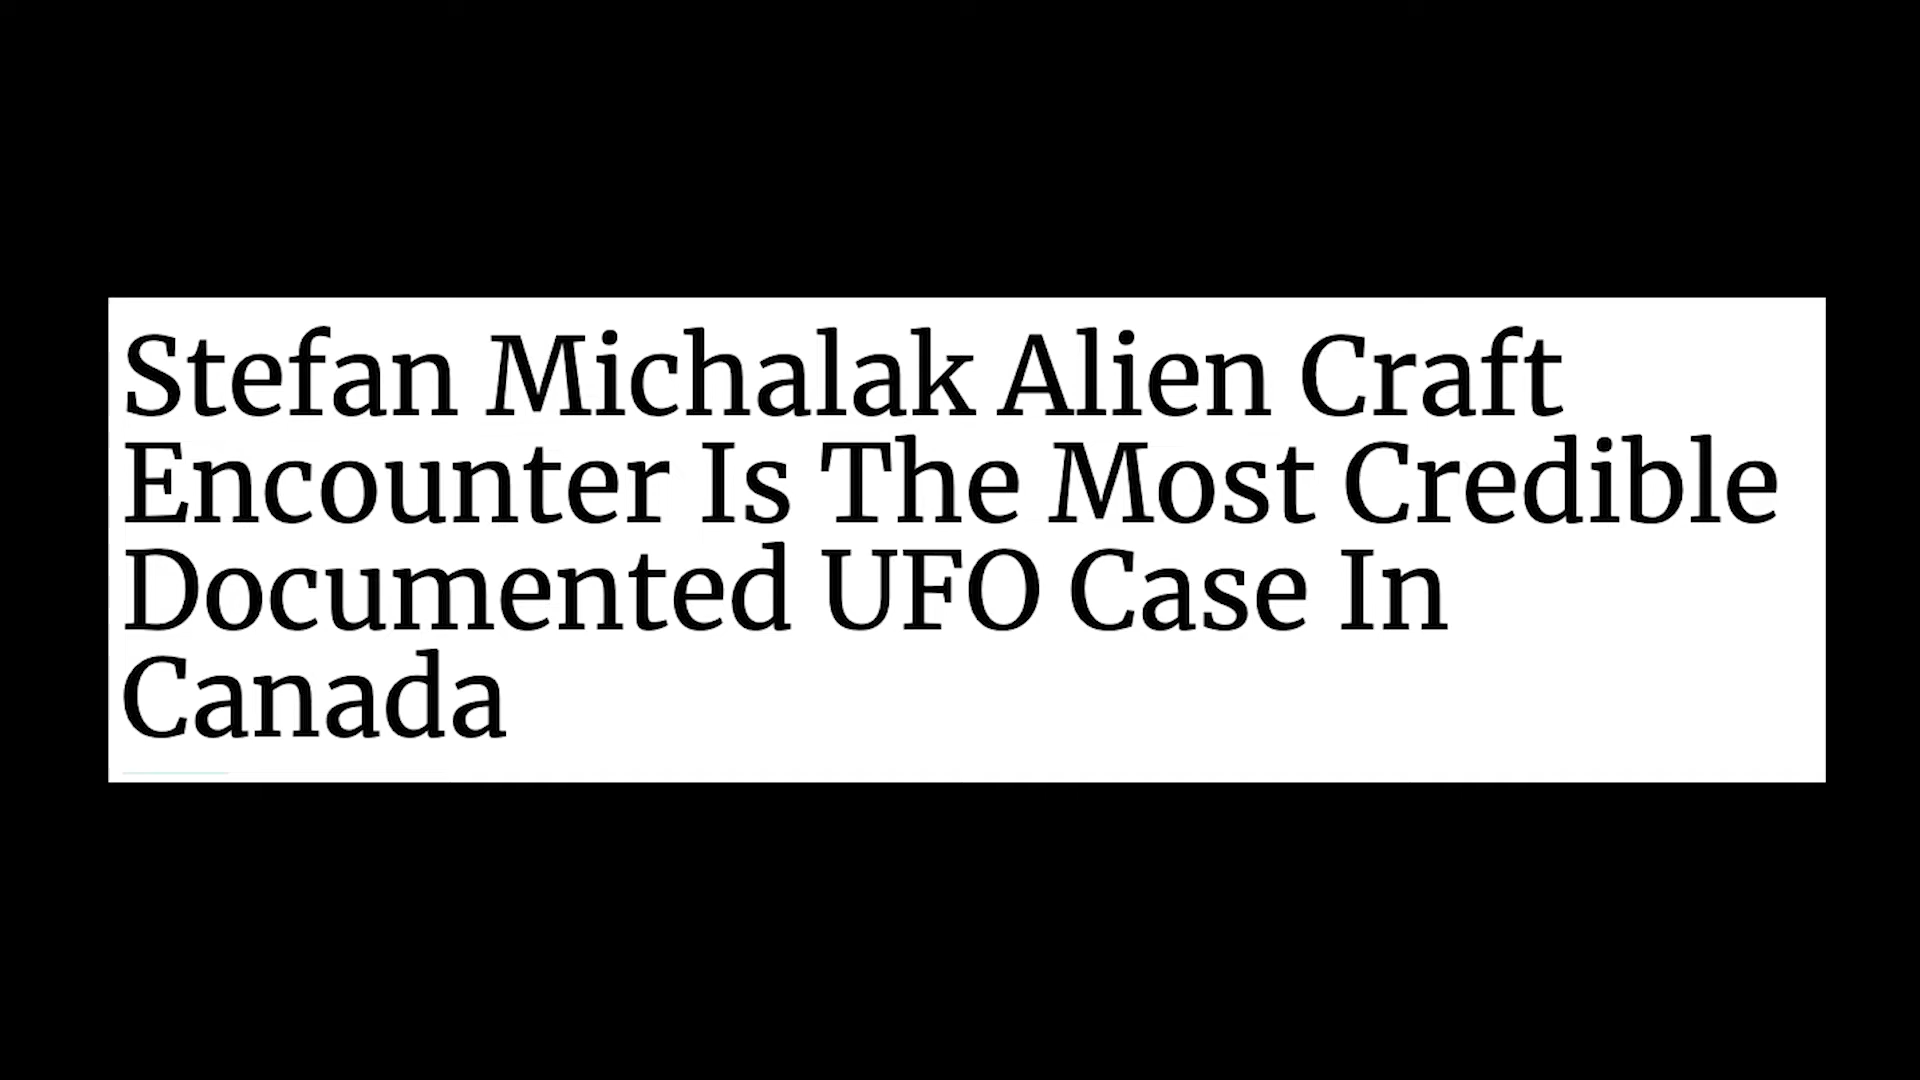 Stefan Michalak Alien Craft
Encounter Is The Most Credible
Documented UFO Case In
Canada